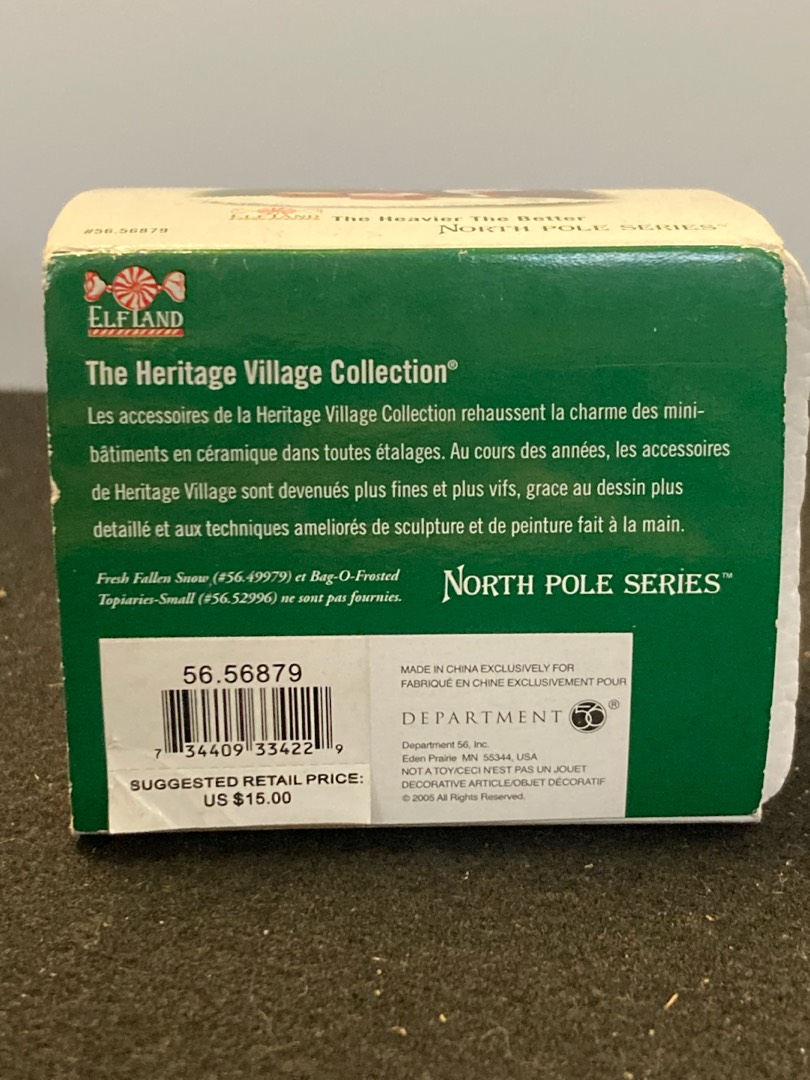 ELFLAND The Heavier The Better
#56.56879 NORTH POLE SERIES™
ELFLAND
The Heritage Village Collection®
Les accessoires de la Heritage Village Collection rehaussent la charme des mini-
bâtiments en céramique dans toutes étalages. Au cours des années, les accessoires
de Heritage Village sont devenués plus fines et plus vifs, grace au dessin plus
detaillé et aux techniques ameliorés de sculpture et de peinture fait à la main.
Fresh Fallen Snow (#56.49979) et Bag-O-Frosted
Topiaries-Small (#56.52996) ne sont pas fournies.
NORTH POLE SERIES™
56.56879
7 34409 33422 9
SUGGESTED RETAIL PRICE:
US $15.00
MADE IN CHINA EXCLUSIVELY FOR
FABRIQUÉ EN CHINE EXCLUSIVEMENT POUR
DEPARTMENT 56®
Department 56, Inc.
Eden Prairie MN 55344, USA
NOT A TOY/CECI N'EST PAS UN JOUET
DECORATIVE ARTICLE/OBJET DÉCORATIF
© 2005 All Rights Reserved.